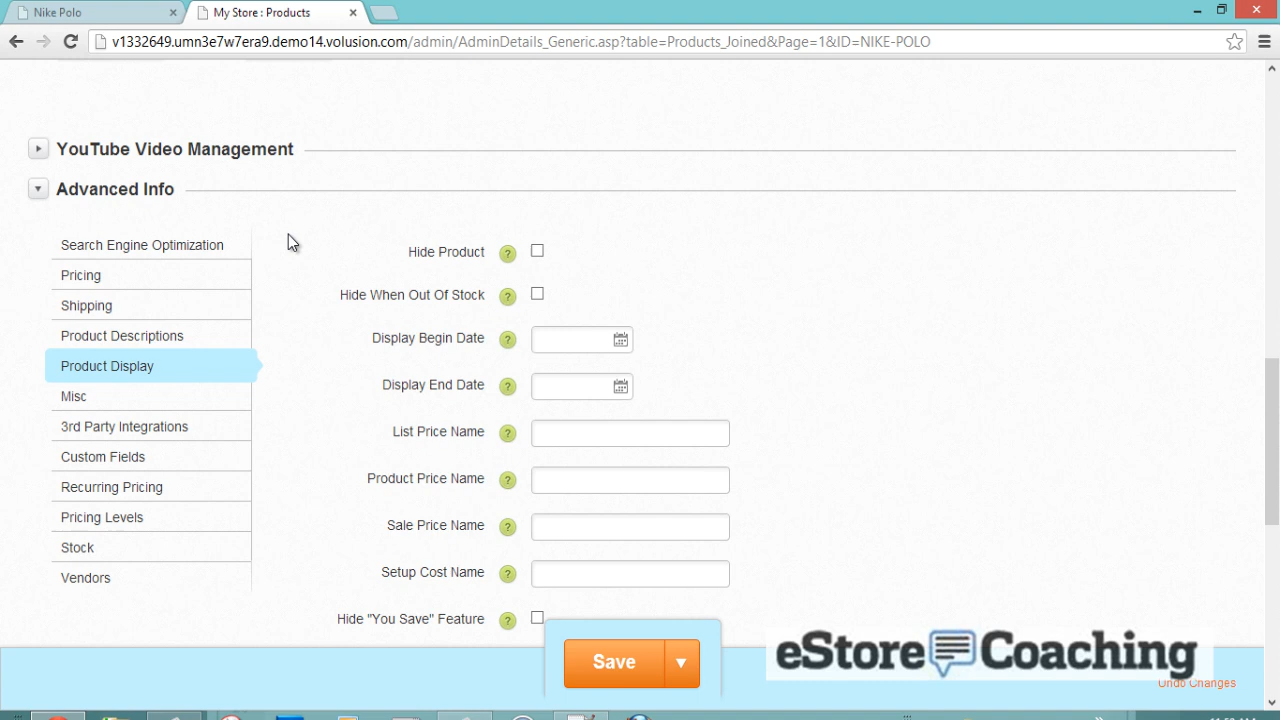 Nike Polo
My Store : Products
v1332649.umn3e7w7era9.demo14.volusion.com/admin/AdminDetails_Generic.asp?table=Products_Joined&Page=1&ID=NIKE-POLO
YouTube Video Management
Advanced Info
Search Engine Optimization
Pricing
Shipping
Product Descriptions
Product Display
Misc
3rd Party Integrations
Custom Fields
Recurring Pricing
Pricing Levels
Stock
Vendors
Hide Product ?
Hide When Out Of Stock ?
Display Begin Date ?
Display End Date ?
List Price Name ?
Product Price Name ?
Sale Price Name ?
Setup Cost Name ?
Hide "You Save" Feature ?
Save
eStore Coaching
Undo Changes